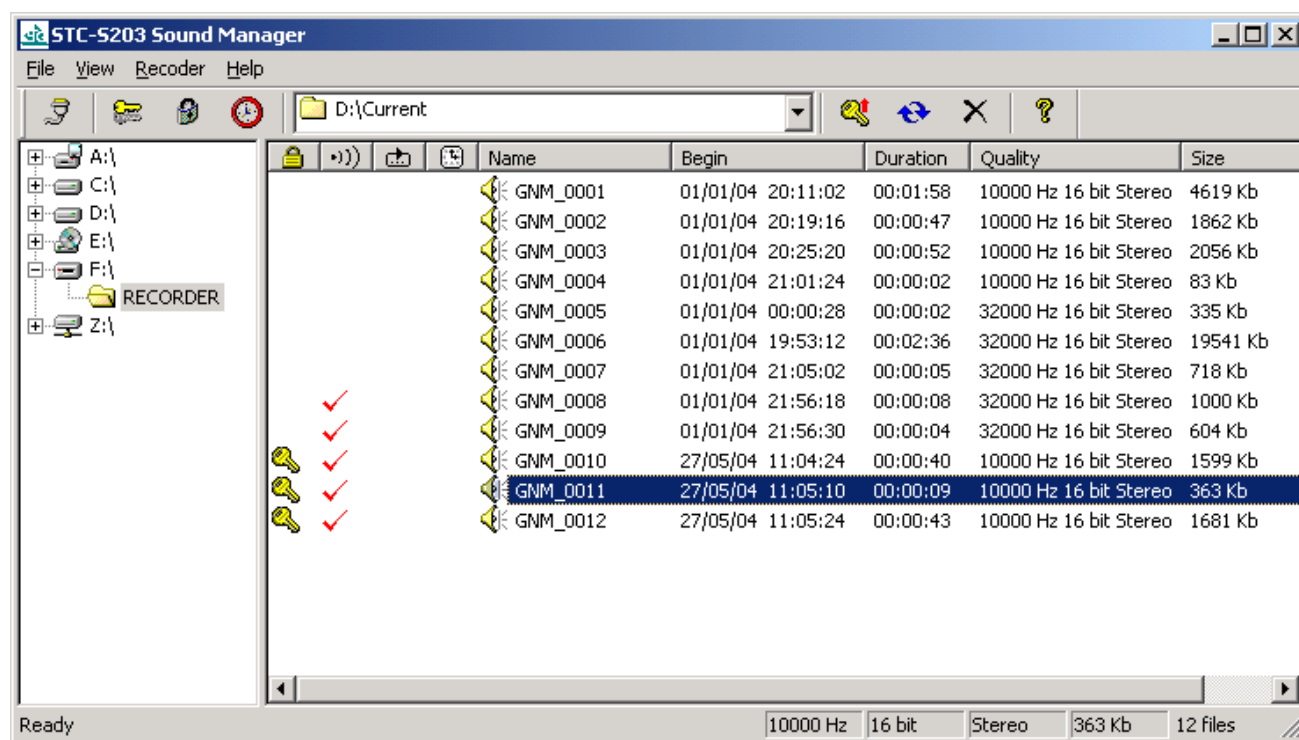 STC-S203 Sound Manager
File View Recoder Help
D:\Current
Name Begin Duration Quality Size
A:\
C:\
D:\
E:\
F:\
RECORDER
Z:\
GNM_0001 01/01/04 20:11:02 00:01:58 10000 Hz 16 bit Stereo 4619 Kb
GNM_0002 01/01/04 20:19:16 00:00:47 10000 Hz 16 bit Stereo 1862 Kb
GNM_0003 01/01/04 20:25:20 00:00:52 10000 Hz 16 bit Stereo 2056 Kb
GNM_0004 01/01/04 21:01:24 00:00:02 10000 Hz 16 bit Stereo 83 Kb
GNM_0005 01/01/04 00:00:28 00:00:02 32000 Hz 16 bit Stereo 335 Kb
GNM_0006 01/01/04 19:53:12 00:02:36 32000 Hz 16 bit Stereo 19541 Kb
GNM_0007 01/01/04 21:05:02 00:00:05 32000 Hz 16 bit Stereo 718 Kb
GNM_0008 01/01/04 21:56:18 00:00:08 32000 Hz 16 bit Stereo 1000 Kb
GNM_0009 01/01/04 21:56:30 00:00:04 32000 Hz 16 bit Stereo 604 Kb
GNM_0010 27/05/04 11:04:24 00:00:40 10000 Hz 16 bit Stereo 1599 Kb
GNM_0011 27/05/04 11:05:10 00:00:09 10000 Hz 16 bit Stereo 363 Kb
GNM_0012 27/05/04 11:05:24 00:00:43 10000 Hz 16 bit Stereo 1681 Kb
Ready 10000 Hz 16 bit Stereo 363 Kb 12 files